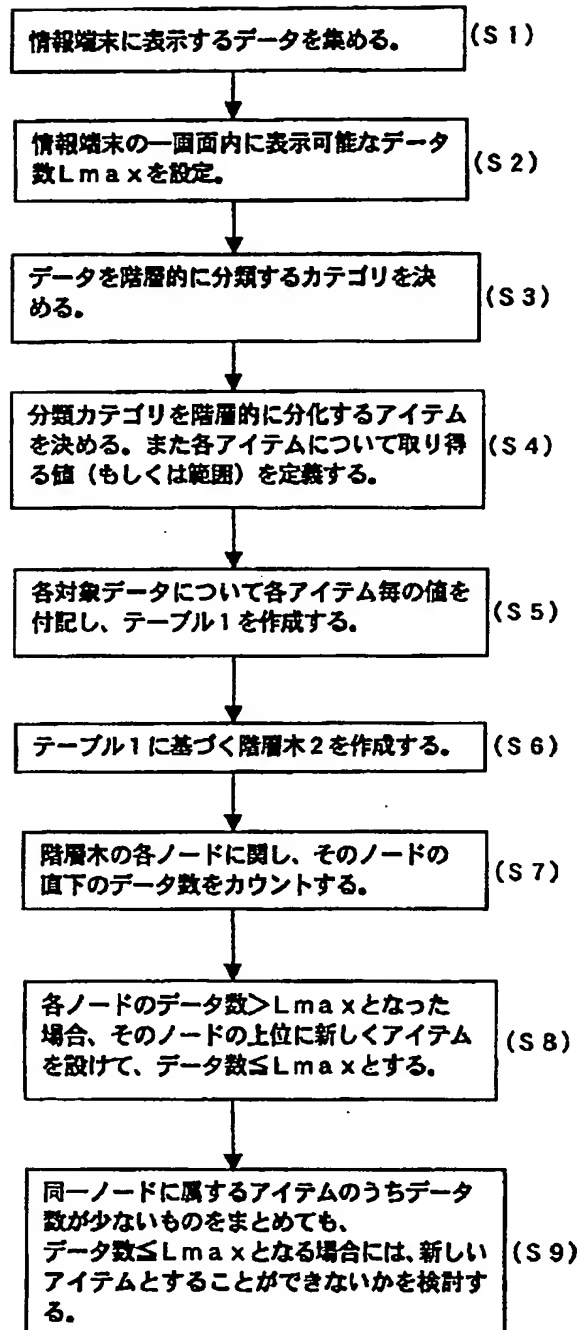 情報端末に表示するデータを集める。
(S1)
情報端末の一画面内に表示可能なデータ
数Lmaxを設定。
(S2)
データを階層的に分類するカテゴリを決
める。
(S3)
分類カテゴリを階層的に分化するアイテム
を決める。また各アイテムについて取り得
る値(もしくは範囲)を定義する。
(S4)
各対象データについて各アイテム毎の値を
付記し、テーブル1を作成する。
(S5)
テーブル1に基づく階層木2を作成する。
(S6)
階層木の各ノードに関し、そのノードの
直下のデータ数をカウントする。
(S7)
各ノードのデータ数>Lmaxとなった
場合、そのノードの上位に新しくアイテム
を設けて、データ数≦Lmaxとする。
(S8)
同一ノードに属するアイテムのうちデータ
数が少ないものをまとめても、
データ数≦Lmaxとなる場合には、新しい
アイテムとすることができないかを検討す
る。
(S9)